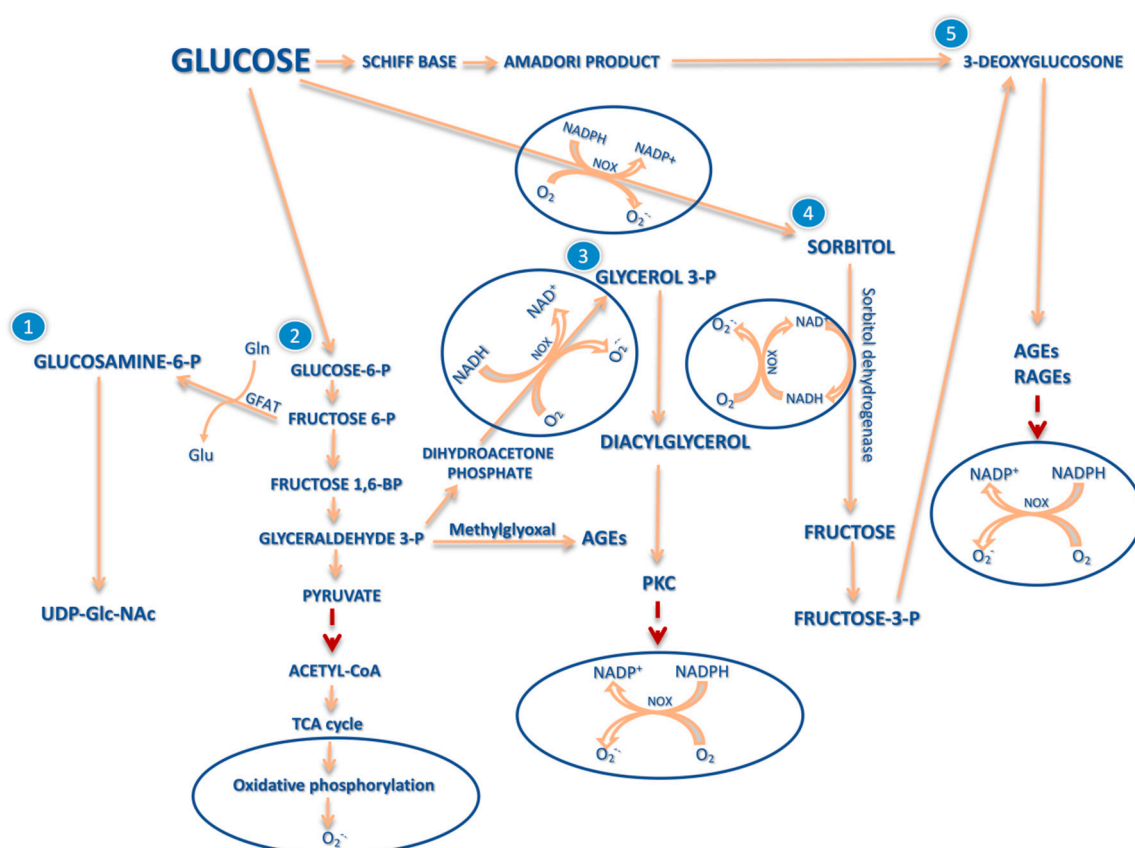 5
GLUCOSE
SCHIFF BASE
AMADORI PRODUCT
3-DEOXYGLUCOSONE
NADPH
NADP+
NOX
O₂
O₂⁻·
4
SORBITOL
3
GLYCEROL 3-P
NAD⁺
NADH
NOX
O₂⁻·
O₂
Sorbitol dehydrogenase
O₂⁻·
NAD⁺
NOX
O₂
NADH
1
GLUCOSAMINE-6-P
Gln
GFAT
Glu
2
GLUCOSE-6-P
FRUCTOSE 6-P
FRUCTOSE 1,6-BP
GLYCERALDEHYDE 3-P
DIHYDROACETONE
PHOSPHATE
Methylglyoxal
AGEs
DIACYLGLYCEROL
AGEs
RAGEs
NADP⁺
NADPH
NOX
O₂⁻
O₂
FRUCTOSE
FRUCTOSE-3-P
PKC
NADP⁺
NADPH
NOX
O₂⁻·
O₂
UDP-Glc-NAc
PYRUVATE
ACETYL-CoA
TCA cycle
Oxidative phosphorylation
O₂⁻·